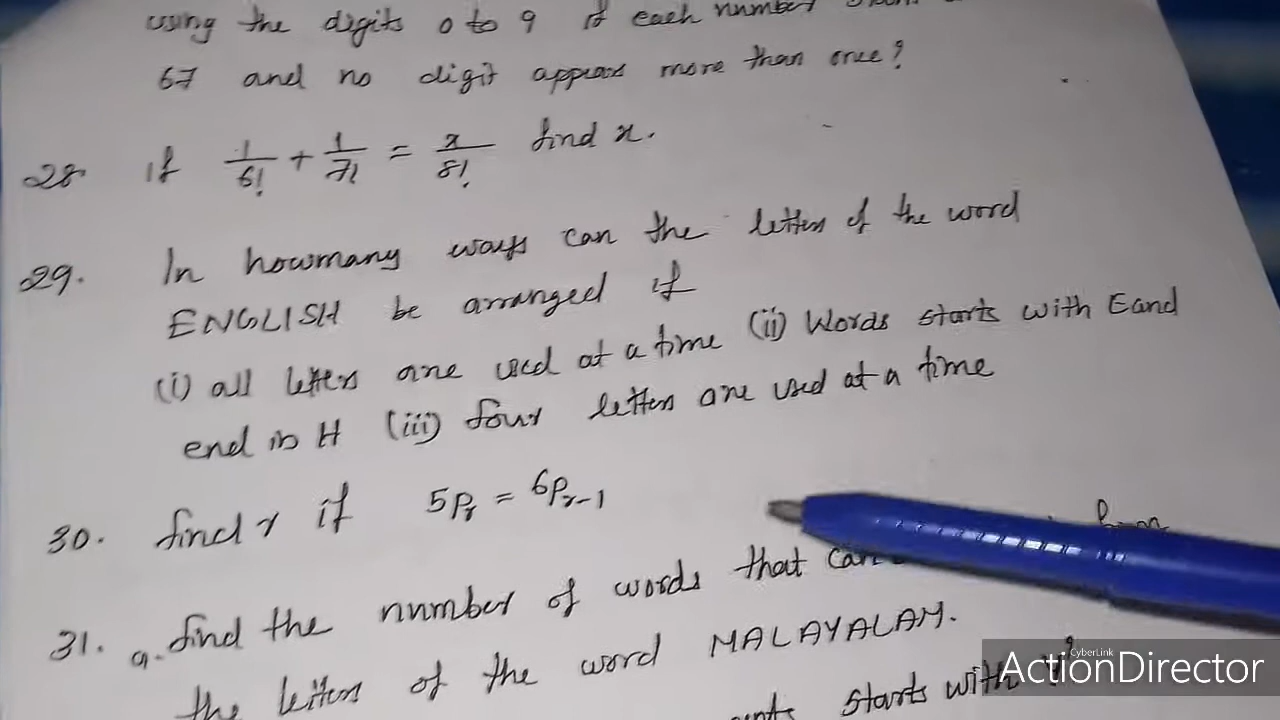 using the digits 0 to 9 if each number
67 and no digit appears more than once?
28. if 1/6! + 1/7! = x/8! find x.
29. In howmany ways can the letters of the word
ENGLISH be arranged if
(i) all letters are used at a time (ii) Words starts with E and
end in H (iii) four letters are used at a time
30. find r if 5Pr = 6Pr-1
31. a. find the number of words that can
the letters of the word MALAYALAM.
starts with
CyberLink
ActionDirector